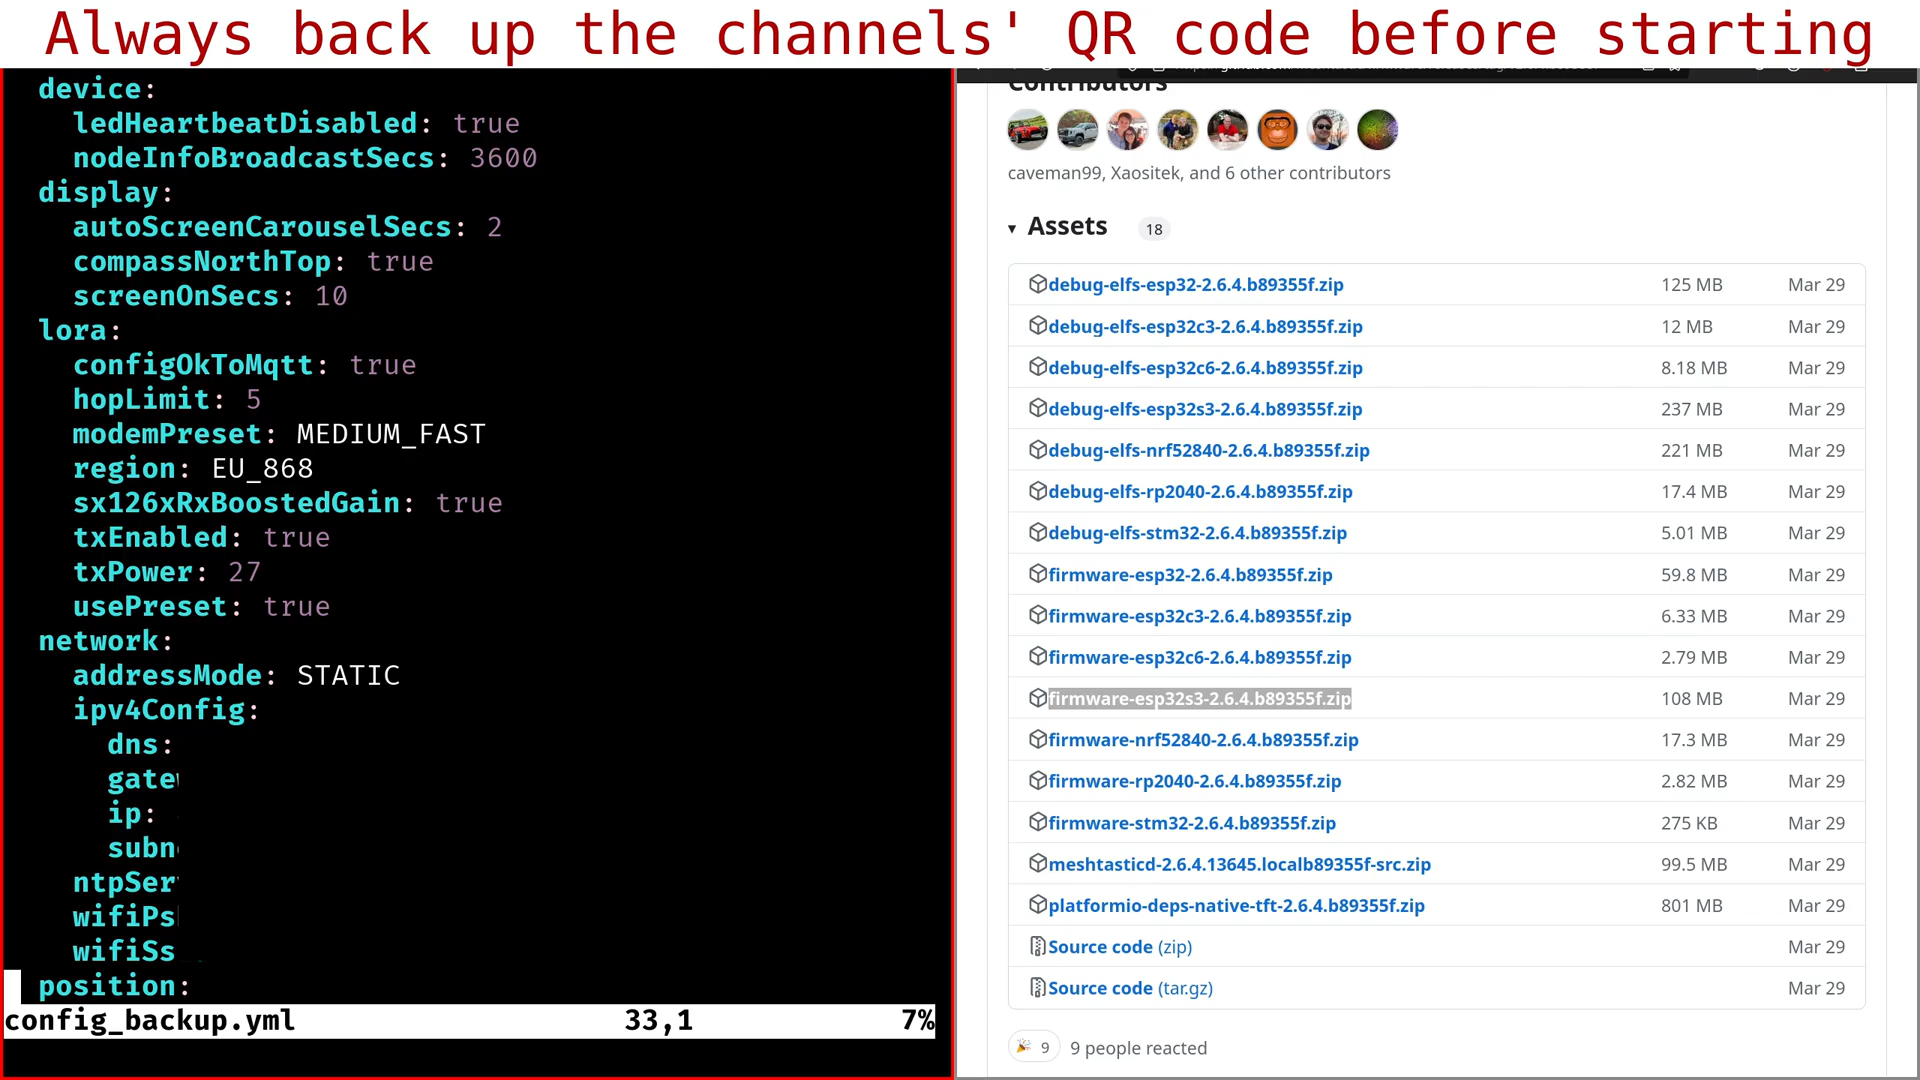 Always back up the channels' QR code before starting
device:
ledHeartbeatDisabled: true
nodeInfoBroadcastSecs: 3600
display:
autoScreenCarouselSecs: 2
compassNorthTop: true
screenOnSecs: 10
lora:
configOkToMqtt: true
hopLimit: 5
modemPreset: MEDIUM_FAST
region: EU_868
sx126xRxBoostedGain: true
txEnabled: true
txPower: 27
usePreset: true
network:
addressMode: STATIC
ipv4Config:
dns:
gate
ip:
subn
ntpSer
wifiPs
wifiSs
position:
config_backup.yml 33,1 7%
Contributors
caveman99, Xaositek, and 6 other contributors
Assets 18
debug-elfs-esp32-2.6.4.b89355f.zip 125 MB Mar 29
debug-elfs-esp32c3-2.6.4.b89355f.zip 12 MB Mar 29
debug-elfs-esp32c6-2.6.4.b89355f.zip 8.18 MB Mar 29
debug-elfs-esp32s3-2.6.4.b89355f.zip 237 MB Mar 29
debug-elfs-nrf52840-2.6.4.b89355f.zip 221 MB Mar 29
debug-elfs-rp2040-2.6.4.b89355f.zip 17.4 MB Mar 29
debug-elfs-stm32-2.6.4.b89355f.zip 5.01 MB Mar 29
firmware-esp32-2.6.4.b89355f.zip 59.8 MB Mar 29
firmware-esp32c3-2.6.4.b89355f.zip 6.33 MB Mar 29
firmware-esp32c6-2.6.4.b89355f.zip 2.79 MB Mar 29
firmware-esp32s3-2.6.4.b89355f.zip 108 MB Mar 29
firmware-nrf52840-2.6.4.b89355f.zip 17.3 MB Mar 29
firmware-rp2040-2.6.4.b89355f.zip 2.82 MB Mar 29
firmware-stm32-2.6.4.b89355f.zip 275 KB Mar 29
meshtasticd-2.6.4.13645.localb89355f-src.zip 99.5 MB Mar 29
platformio-deps-native-tft-2.6.4.b89355f.zip 801 MB Mar 29
Source code (zip) Mar 29
Source code (tar.gz) Mar 29
9 9 people reacted